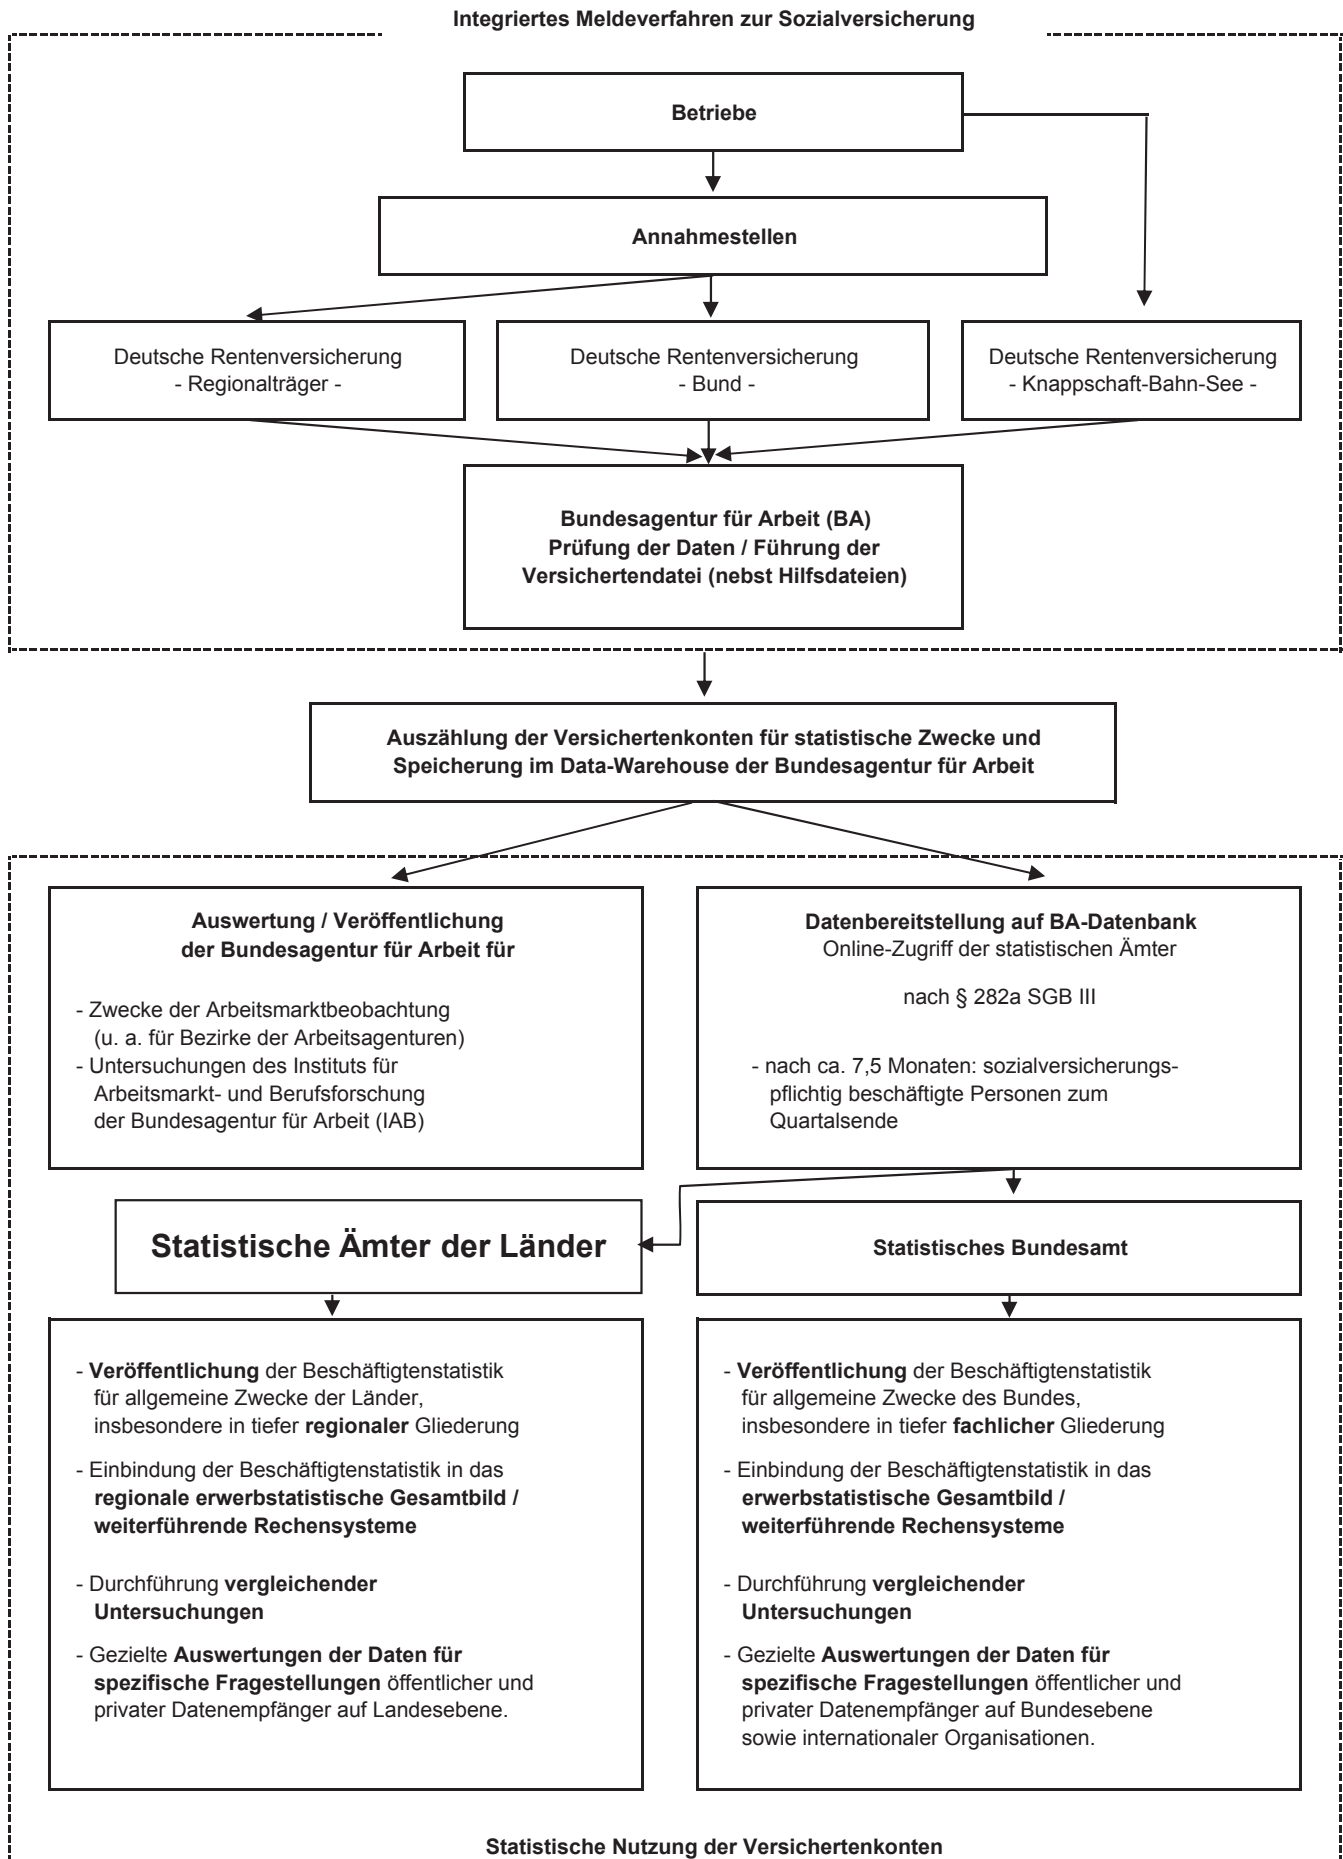 Integriertes Meldeverfahren zur Sozialversicherung
Betriebe
Annahmestellen
Deutsche Rentenversicherung
- Regionalträger -
Deutsche Rentenversicherung
- Bund -
Deutsche Rentenversicherung
- Knappschaft-Bahn-See -
Bundesagentur für Arbeit (BA)
Prüfung der Daten / Führung der
Versichertendatei (nebst Hilfsdateien)
Auszählung der Versichertenkonten für statistische Zwecke und
Speicherung im Data-Warehouse der Bundesagentur für Arbeit
Auswertung / Veröffentlichung
der Bundesagentur für Arbeit für
- Zwecke der Arbeitsmarktbeobachtung
(u. a. für Bezirke der Arbeitsagenturen)
- Untersuchungen des Instituts für
Arbeitsmarkt- und Berufsforschung
der Bundesagentur für Arbeit (IAB)
Datenbereitstellung auf BA-Datenbank
Online-Zugriff der statistischen Ämter
nach § 282a SGB III
- nach ca. 7,5 Monaten: sozialversicherungs-
pflichtig beschäftigte Personen zum
Quartalsende
Statistische Ämter der Länder
Statistisches Bundesamt
- Veröffentlichung der Beschäftigtenstatistik
für allgemeine Zwecke der Länder,
insbesondere in tiefer regionaler Gliederung
- Einbindung der Beschäftigtenstatistik in das
regionale erwerbstatistische Gesamtbild /
weiterführende Rechensysteme
- Durchführung vergleichender
Untersuchungen
- Gezielte Auswertungen der Daten für
spezifische Fragestellungen öffentlicher und
privater Datenempfänger auf Landesebene.
- Veröffentlichung der Beschäftigtenstatistik
für allgemeine Zwecke des Bundes,
insbesondere in tiefer fachlicher Gliederung
- Einbindung der Beschäftigtenstatistik in das
erwerbstatistische Gesamtbild /
weiterführende Rechensysteme
- Durchführung vergleichender
Untersuchungen
- Gezielte Auswertungen der Daten für
spezifische Fragestellungen öffentlicher und
privater Datenempfänger auf Bundesebene
sowie internationaler Organisationen.
Statistische Nutzung der Versichertenkonten